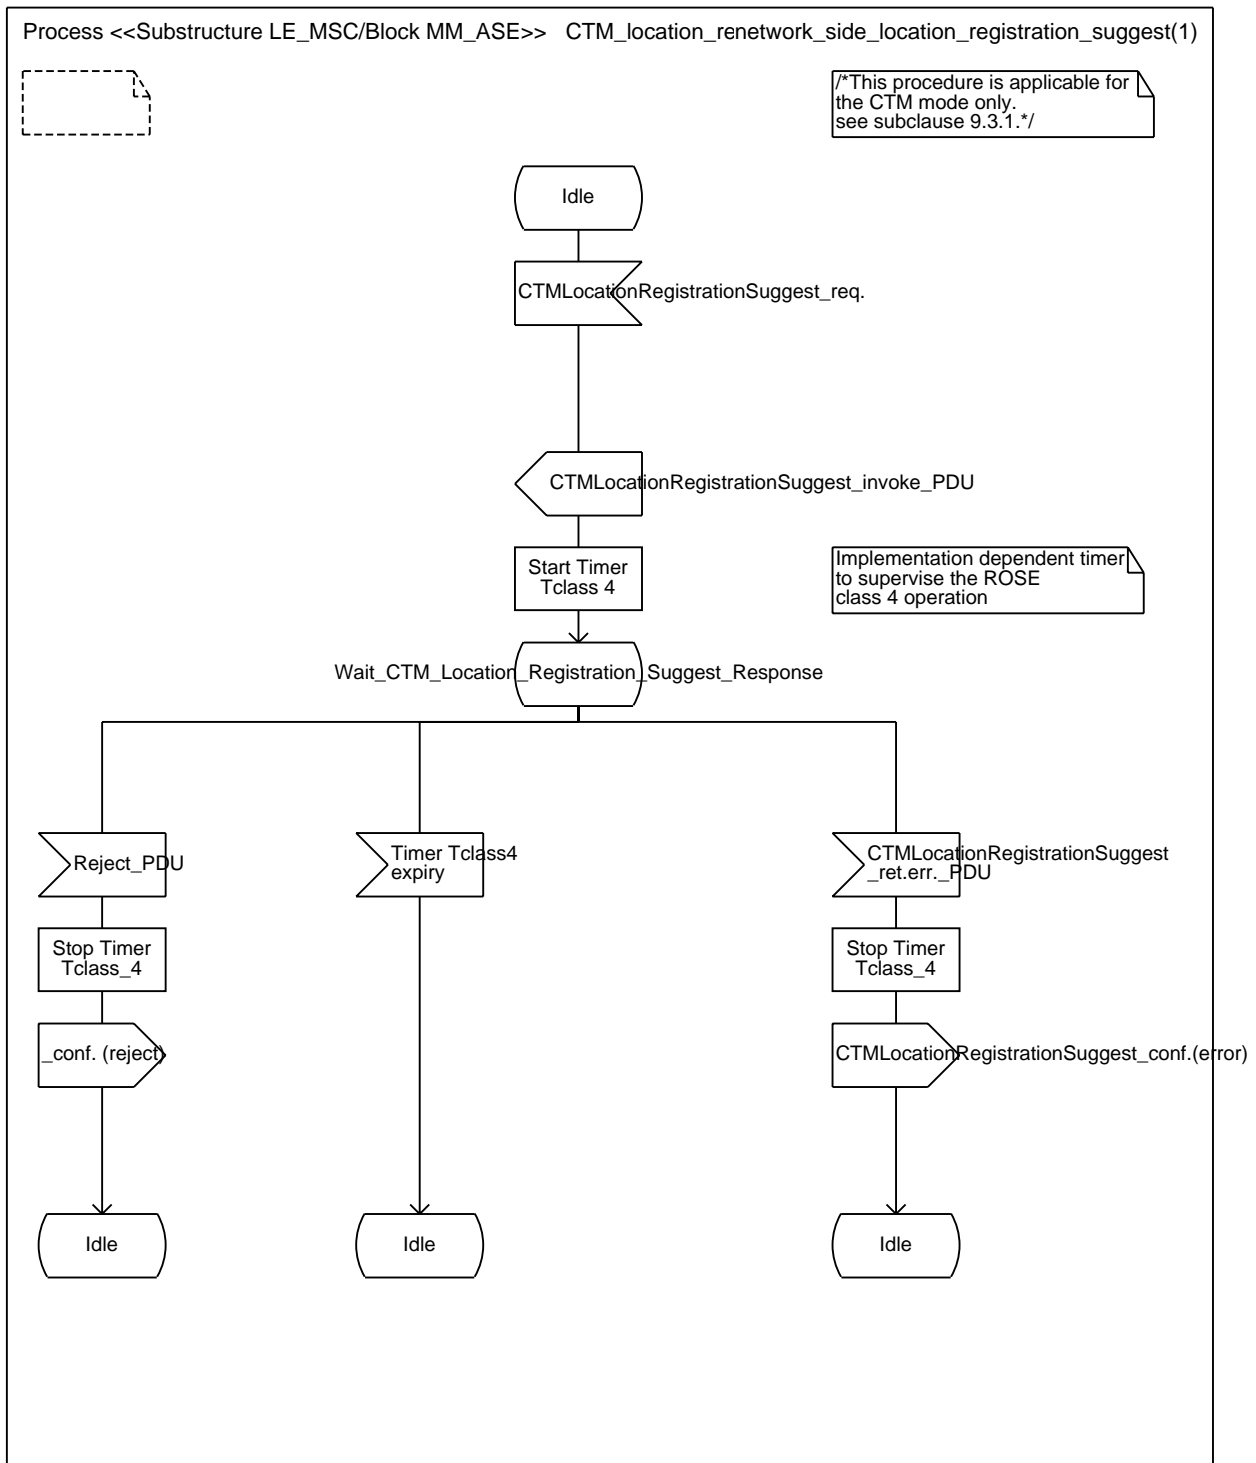 Process <<Substructure LE_MSC/Block MM_ASE>> CTM_location_renetwork_side_location_registration_suggest(1)
/*This procedure is applicable for
the CTM mode only.
see subclause 9.3.1.*/
Idle
CTMLocationRegistrationSuggest_req.
CTMLocationRegistrationSuggest_invoke_PDU
Start Timer
Tclass 4
Implementation dependent timer
to supervise the ROSE
class 4 operation
Wait_CTM_Location_Registration_Suggest_Response
Reject_PDU
Timer Tclass4
expiry
CTMLocationRegistrationSuggest
_ret.err._PDU
Stop Timer
Tclass_4
Stop Timer
Tclass_4
_conf. (reject)
CTMLocationRegistrationSuggest_conf.(error)
Idle
Idle
Idle